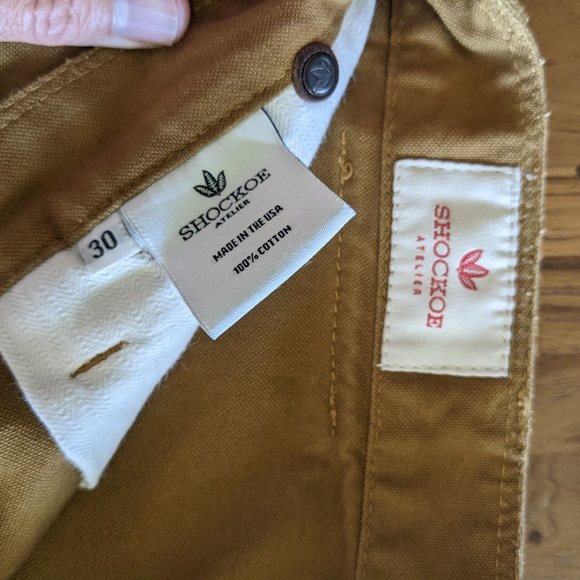 30
SHOCKOE
ATELIER
MADE IN THE USA
100% COTTON
SHOCKOE
ATELIER